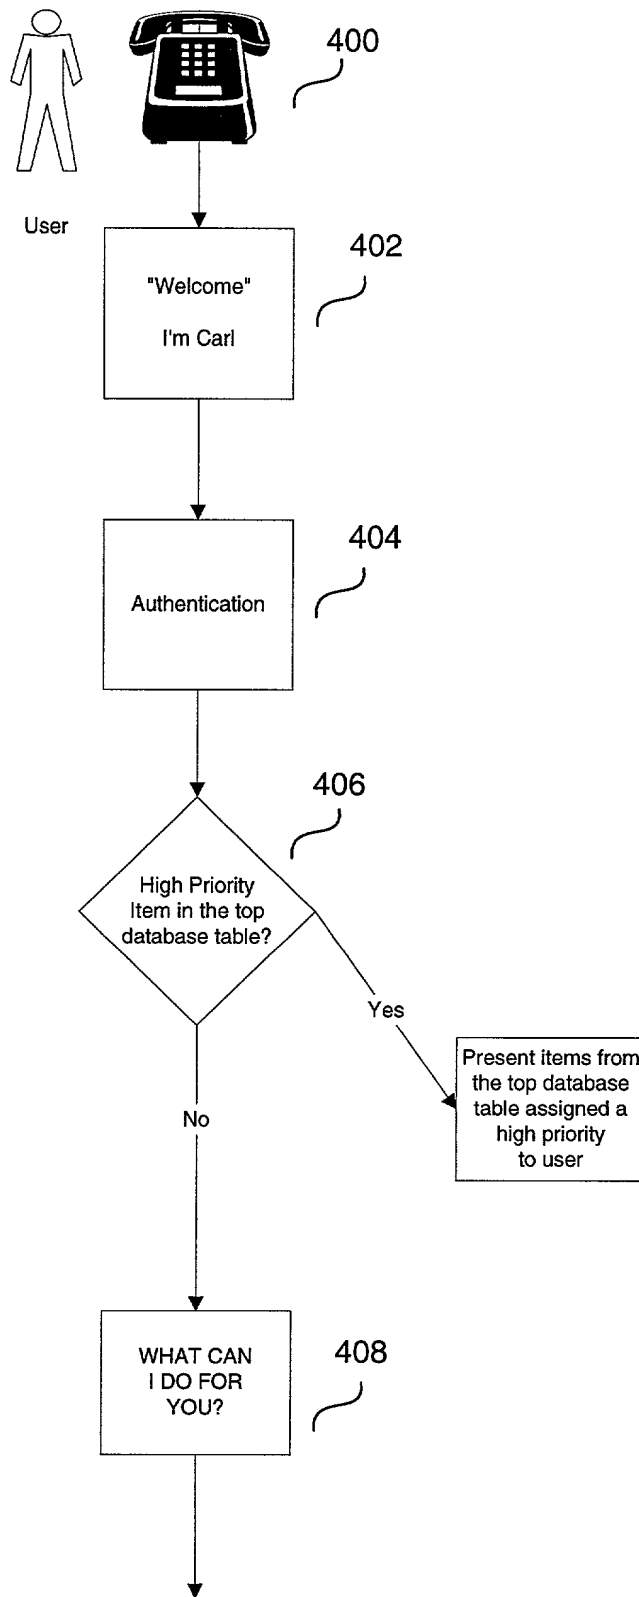 400
User
402
"Welcome"
I'm Carl
404
Authentication
406
High Priority
Item in the top
database table?
Yes
Present items from
the top database
table assigned a
high priority
to user
No
408
WHAT CAN
I DO FOR
YOU?